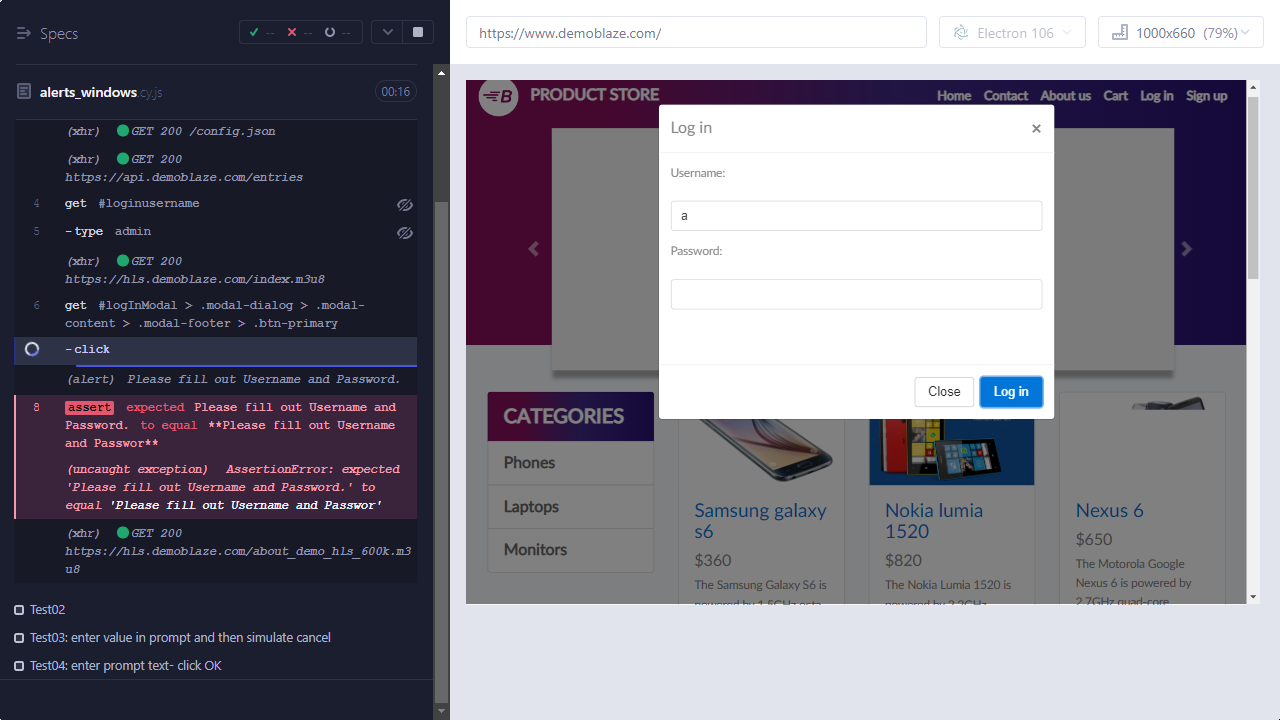 Specs
--
--
--
https://www.demoblaze.com/
Electron 106
1000x660 (79%)
alerts_windows cy.js
00:16
(xhr) GET 200 /config.json
(xhr) GET 200
https://api.demoblaze.com/entries
4 get #loginusername
5 -type admin
(xhr) GET 200
https://hls.demoblaze.com/index.m3u8
6 get #logInModal > .modal-dialog > .modal-
content > .modal-footer > .btn-primary
-click
(alert) Please fill out Username and Password.
8 assert expected Please fill out Username and
Password. to equal **Please fill out Username
and Passwor**
(uncaught exception) AssertionError: expected
'Please fill out Username and Password.' to
equal 'Please fill out Username and Passwor'
(xhr) GET 200
https://hls.demoblaze.com/about_demo_hls_600k.m3
u8
Test02
Test03: enter value in prompt and then simulate cancel
Test04: enter prompt text- click OK
B PRODUCT STORE
Home Contact About us Cart Log in Sign up
Log in
×
Username:
a
Password:
Close
Log in
CATEGORIES
Phones
Laptops
Monitors
Samsung galaxy
s6
$360
The Samsung Galaxy S6 is
powered by 1.5GHz octa-
Nokia lumia
1520
$820
The Nokia Lumia 1520 is
powered by 2.2GHz
Nexus 6
$650
The Motorola Google
Nexus 6 is powered by
2.7GHz quad-core